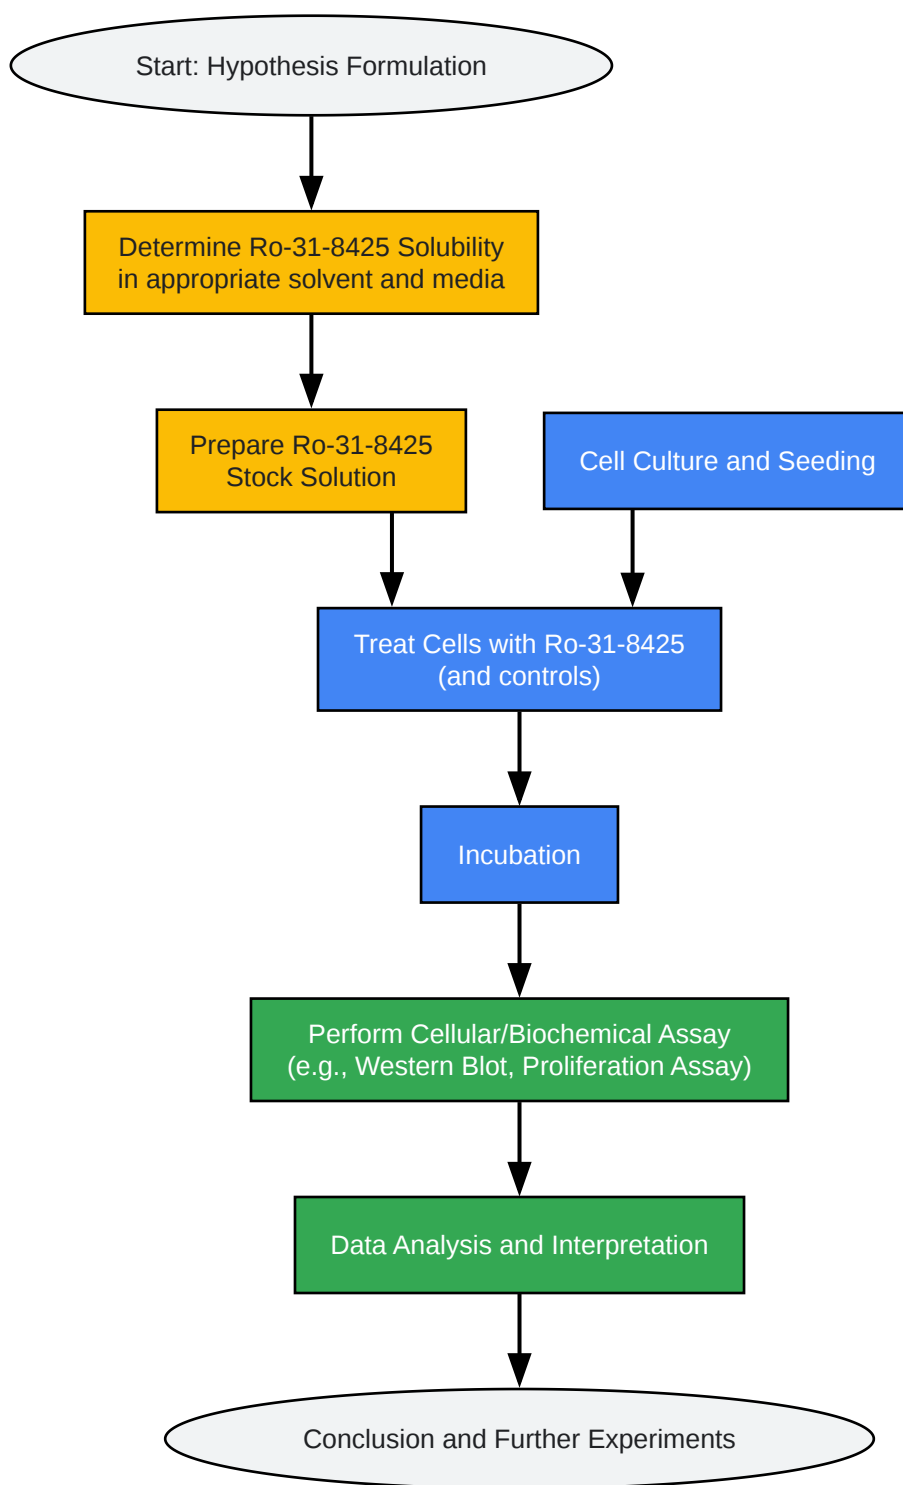 Start: Hypothesis Formulation
Determine Ro-31-8425 Solubility
in appropriate solvent and media
Prepare Ro-31-8425
Stock Solution
Cell Culture and Seeding
Treat Cells with Ro-31-8425
(and controls)
Incubation
Perform Cellular/Biochemical Assay
(e.g., Western Blot, Proliferation Assay)
Data Analysis and Interpretation
Conclusion and Further Experiments